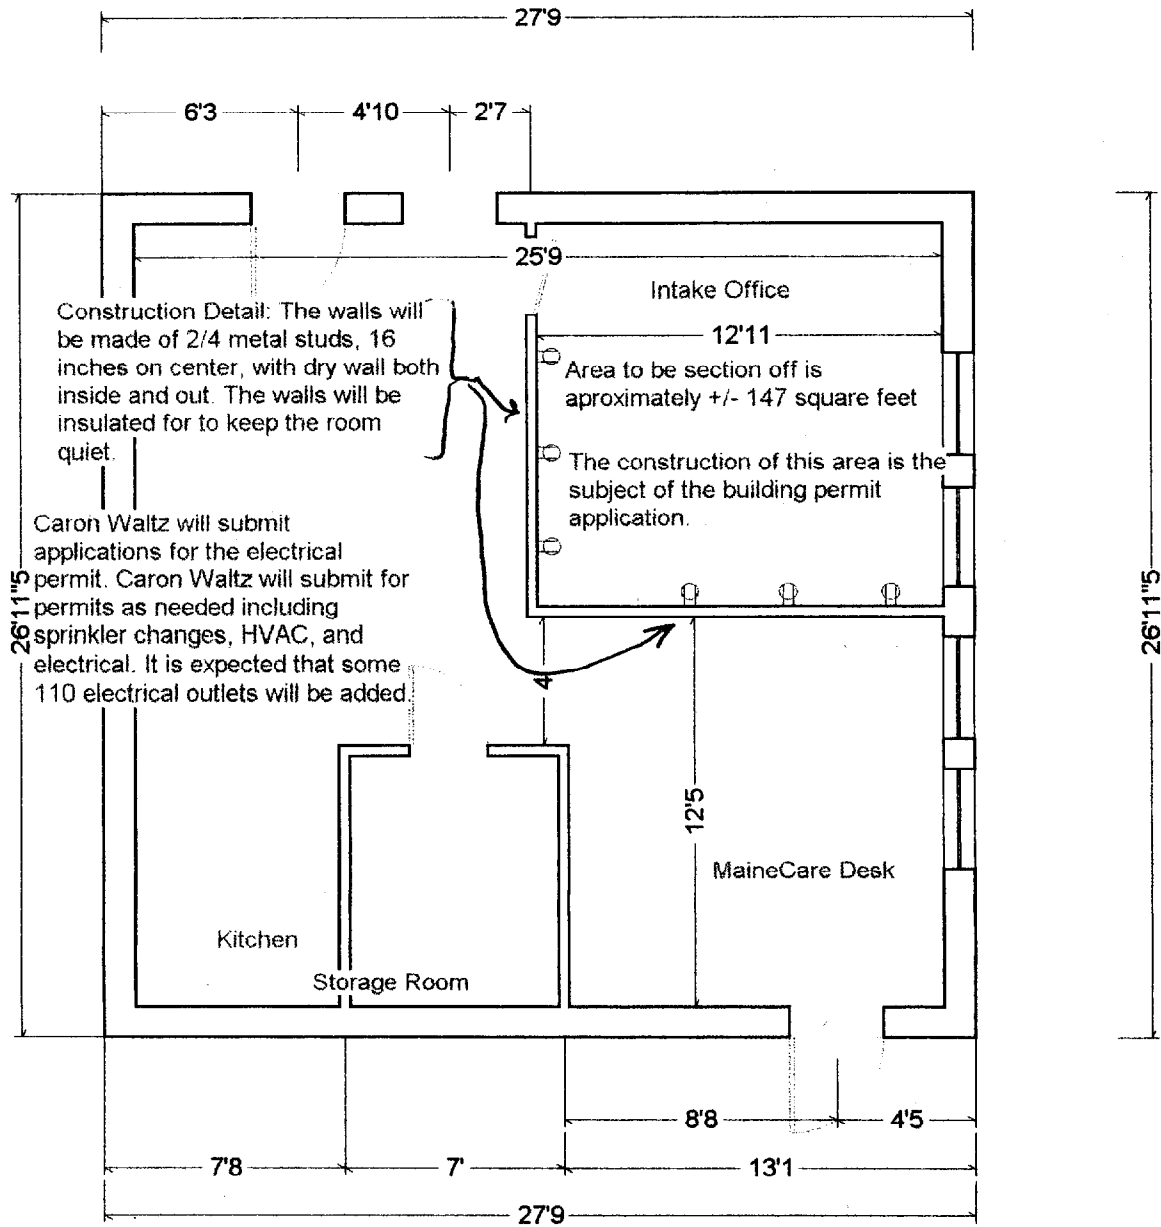 27'9
6'3
4'10
2'7
25'9
Intake Office
12'11
Construction Detail: The walls will
be made of 2/4 metal studs, 16
inches on center, with dry wall both
inside and out. The walls will be
insulated for to keep the room
quiet.
Area to be section off is
aproximately +/- 147 square feet
The construction of this area is the
subject of the building permit
application.
Caron Waltz will submit
applications for the electrical
permit. Caron Waltz will submit for
permits as needed including
sprinkler changes, HVAC, and
electrical. It is expected that some
110 electrical outlets will be added.
26'11"5
26'11"5
4
12'5
MaineCare Desk
Kitchen
Storage Room
8'8
4'5
7'8
7'
13'1
27'9